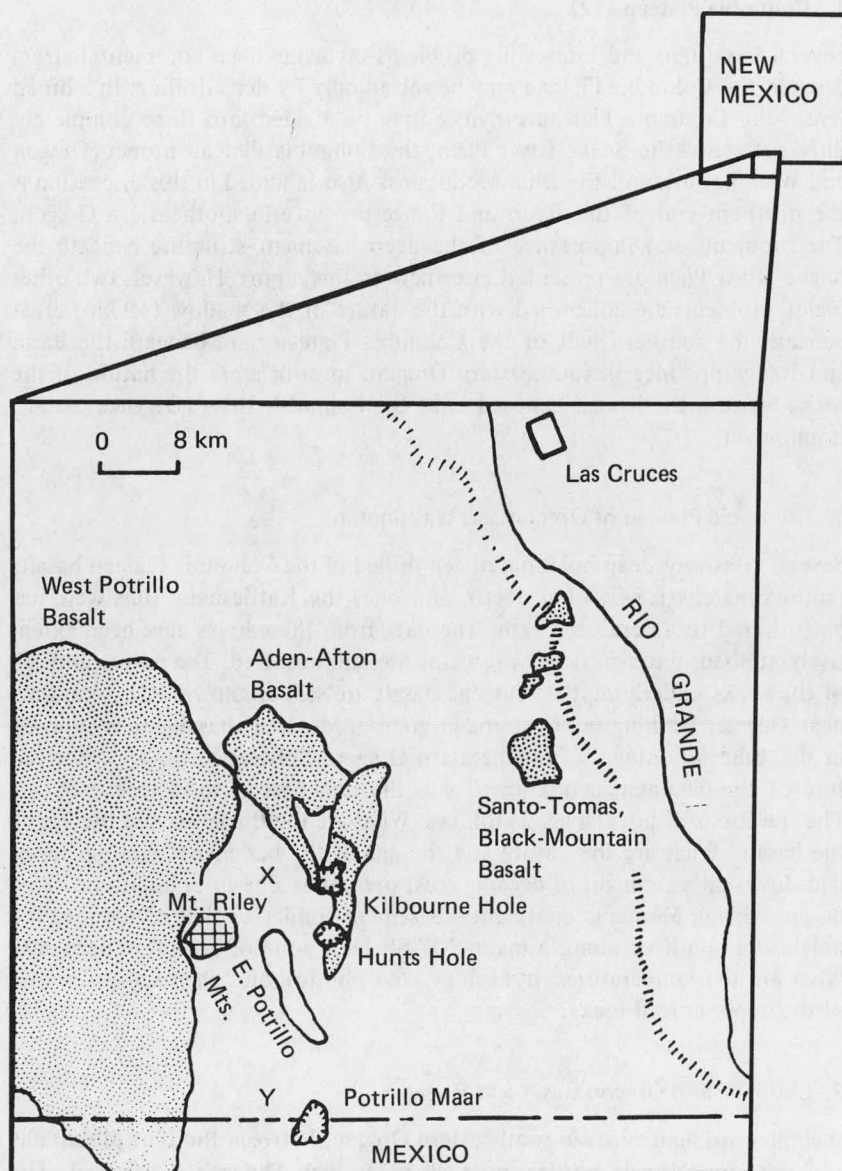 NEW
MEXICO
0 8 km
Las Cruces
West Potrillo
Basalt
RIO
GRANDE
Aden-Afton
Basalt
Santo-Tomas,
Black-Mountain
Basalt
X
Mt. Riley
Kilbourne Hole
Hunts Hole
E. Potrillo
Mts.
Y
Potrillo Maar
MEXICO